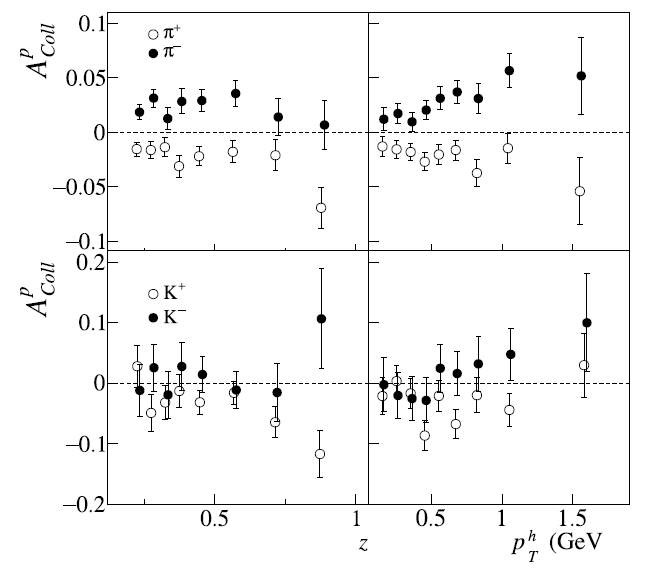 0.1
A^p_Coll
π+
π−
0.05
0
−0.05
−0.1
0.2
A^p_Coll
K+
K−
0.1
0
−0.1
−0.2
0.5 1 0.5 1 1.5
z p_T^h (GeV